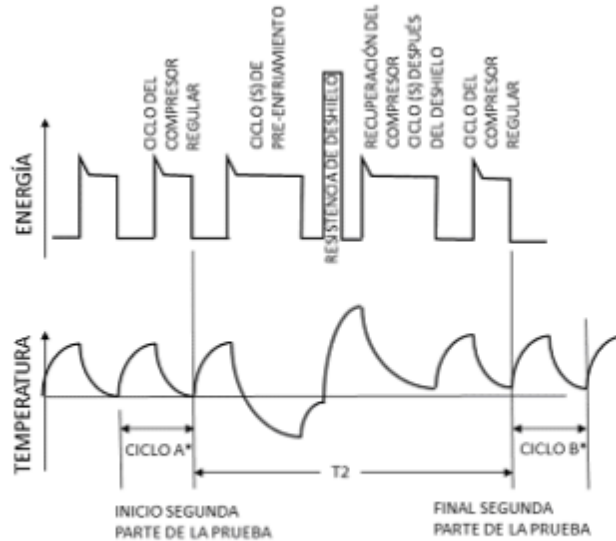 CICLO DEL
COMPRESOR
REGULAR
CICLO (S) DE
PRE-ENFRIAMIENTO
RESISTENCIA DE DESHIELO
RECUPERACIÓN DEL
COMPRESOR
CICLO (S) DESPUÉS
DEL DESHIELO
CICLO DEL
COMPRESOR
REGULAR
ENERGÍA
TEMPERATURA
CICLO A*
T2
CICLO B*
INICIO SEGUNDA
PARTE DE LA PRUEBA
FINAL SEGUNDA
PARTE DE LA PRUEBA